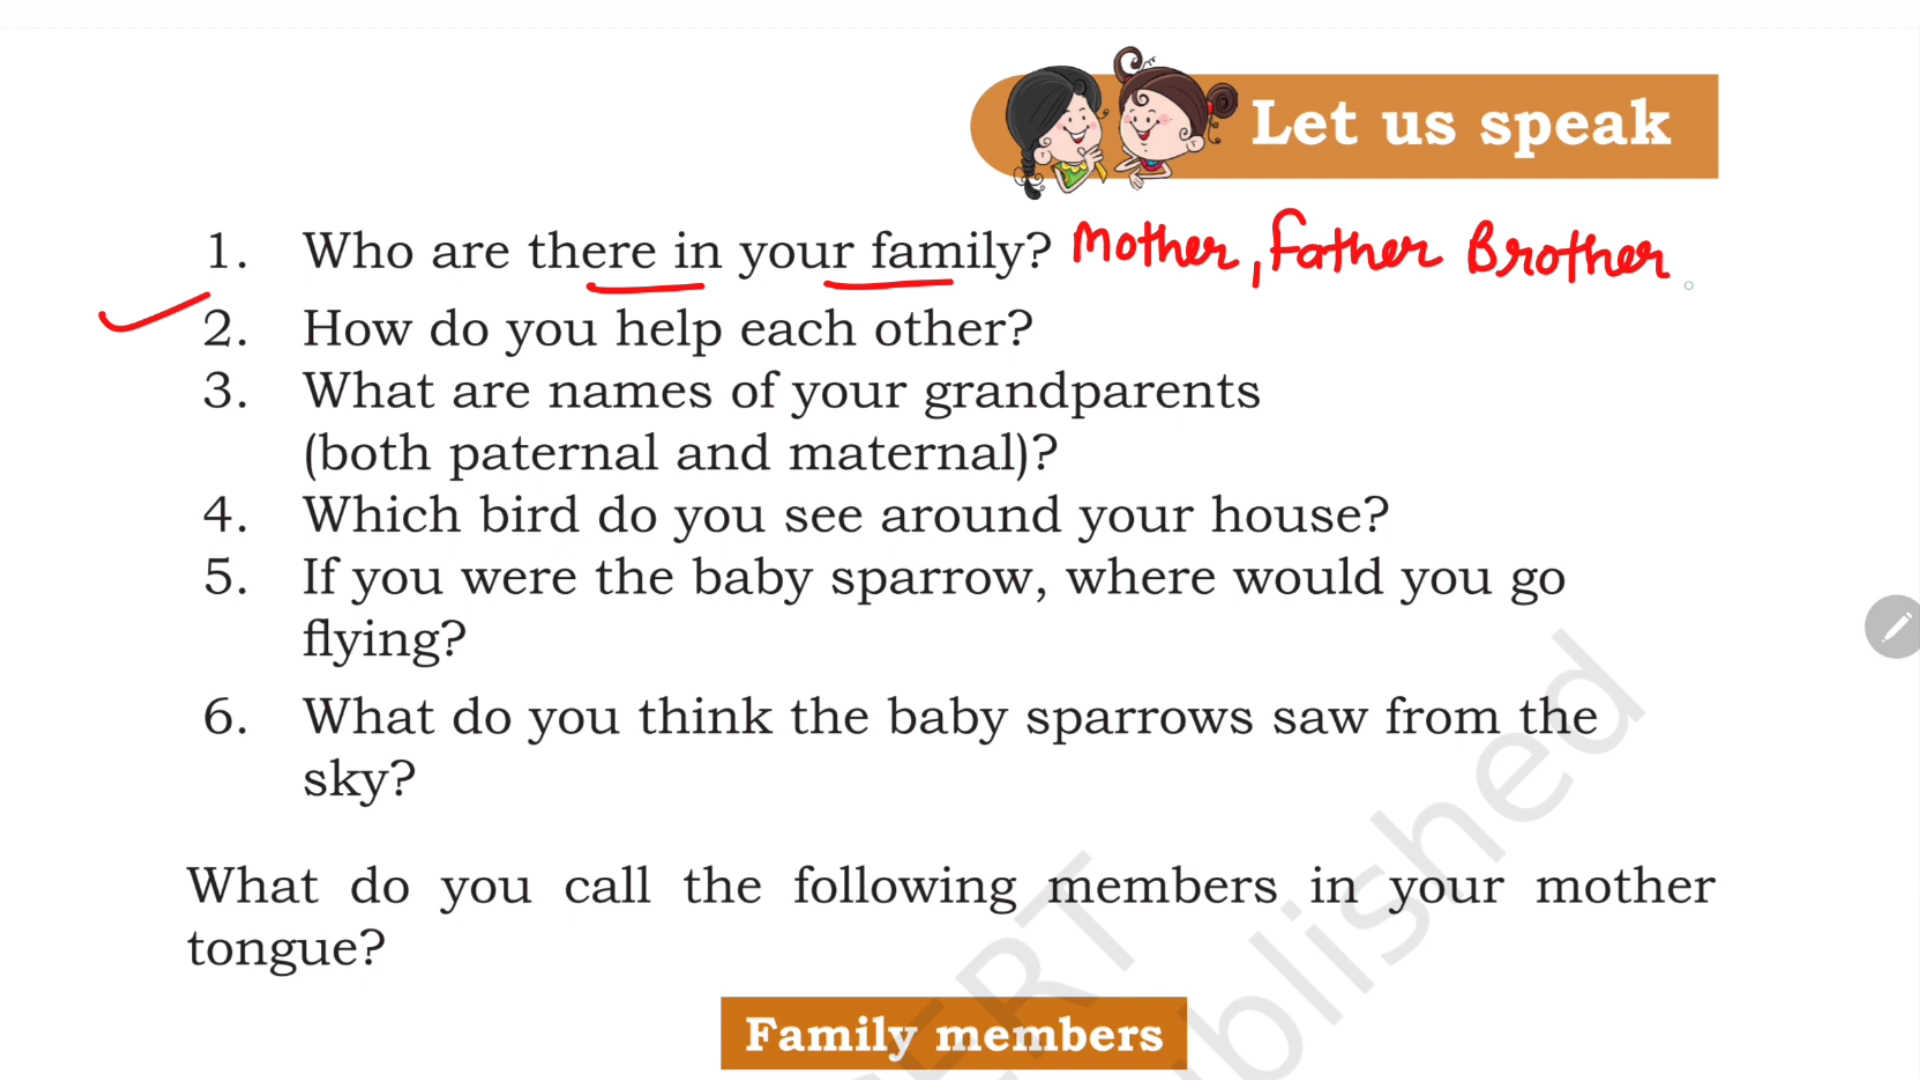 Let us speak
1. Who are there in your family? Mother, Father Brother
2. How do you help each other?
3. What are names of your grandparents
(both paternal and maternal)?
4. Which bird do you see around your house?
5. If you were the baby sparrow, where would you go
flying?
6. What do you think the baby sparrows saw from the
sky?
What do you call the following members in your mother
tongue?
Family members